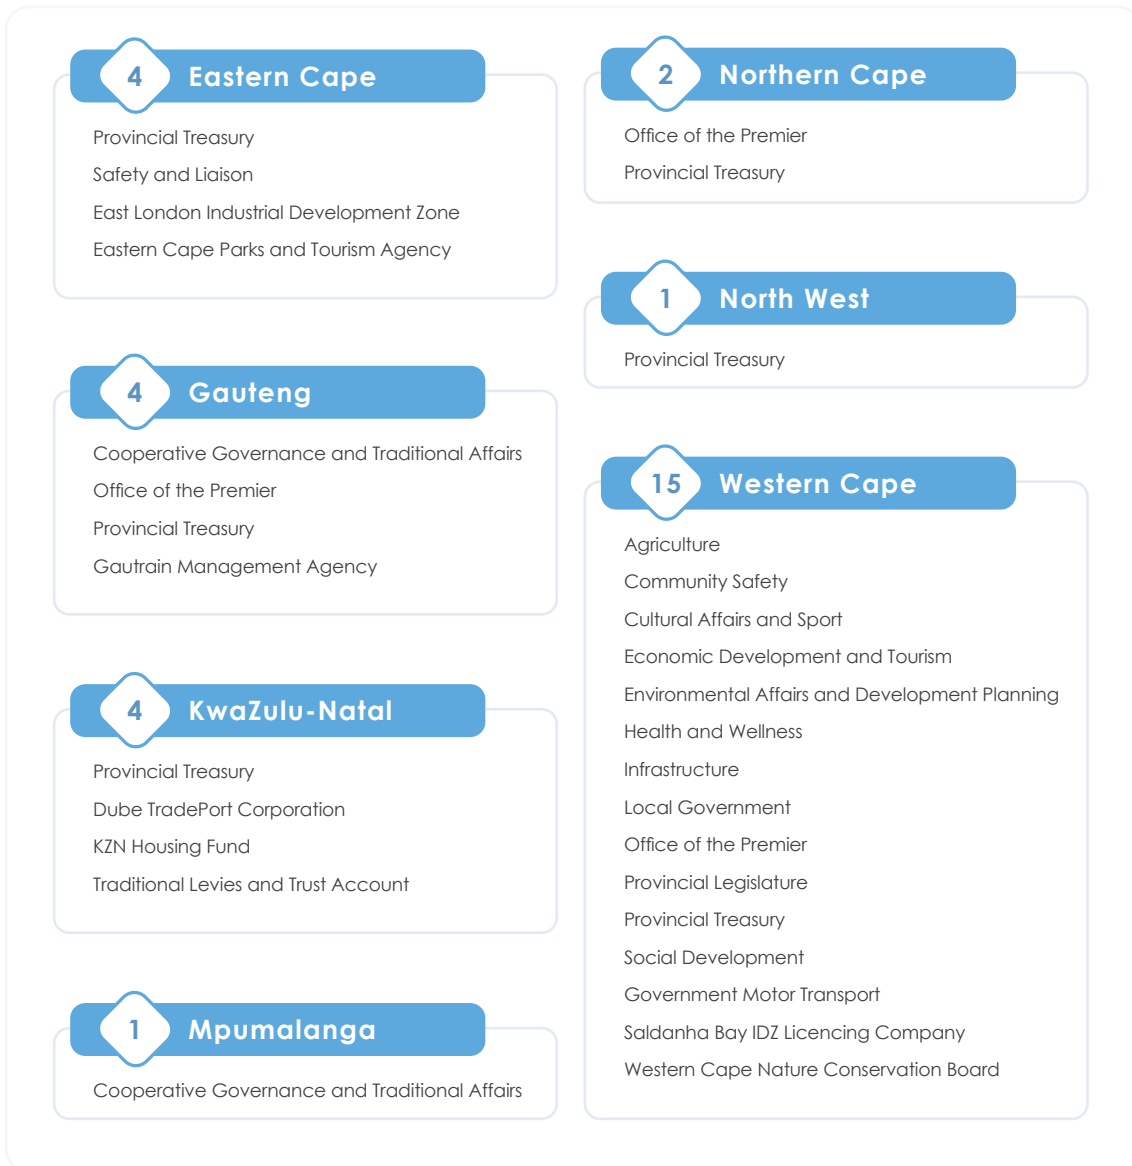 4 Eastern Cape
Provincial Treasury
Safety and Liaison
East London Industrial Development Zone
Eastern Cape Parks and Tourism Agency
4 Gauteng
Cooperative Governance and Traditional Affairs
Office of the Premier
Provincial Treasury
Gautrain Management Agency
4 KwaZulu-Natal
Provincial Treasury
Dube TradePort Corporation
KZN Housing Fund
Traditional Levies and Trust Account
1 Mpumalanga
Cooperative Governance and Traditional Affairs
2 Northern Cape
Office of the Premier
Provincial Treasury
1 North West
Provincial Treasury
15 Western Cape
Agriculture
Community Safety
Cultural Affairs and Sport
Economic Development and Tourism
Environmental Affairs and Development Planning
Health and Wellness
Infrastructure
Local Government
Office of the Premier
Provincial Legislature
Provincial Treasury
Social Development
Government Motor Transport
Saldanha Bay IDZ Licencing Company
Western Cape Nature Conservation Board